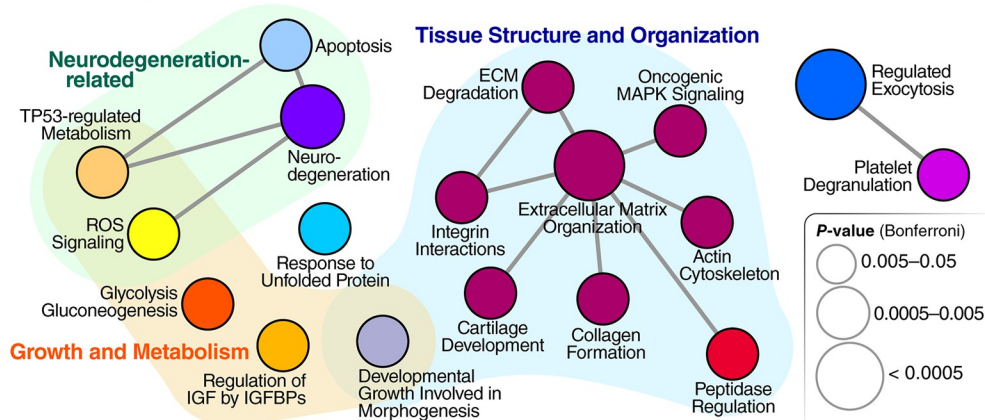 Neurodegeneration-
related
Apoptosis
TP53-regulated
Metabolism
Neuro-
degeneration
ROS
Signaling
Response to
Unfolded Protein
Glycolysis
Gluconeogenesis
Growth and Metabolism
Regulation of
IGF by IGFBPs
Developmental
Growth Involved in
Morphogenesis
Tissue Structure and Organization
ECM
Degradation
Oncogenic
MAPK Signaling
Integrin
Interactions
Extracellular Matrix
Organization
Actin
Cytoskeleton
Cartilage
Development
Collagen
Formation
Peptidase
Regulation
Regulated
Exocytosis
Platelet
Degranulation
P-value (Bonferroni)
0.005–0.05
0.0005–0.005
< 0.0005